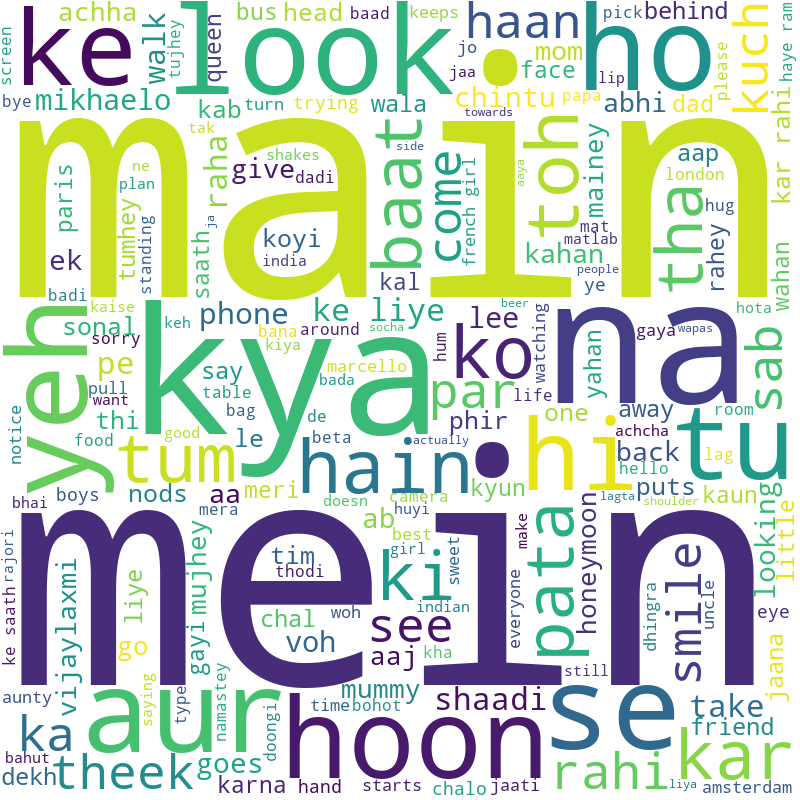 screen
ke
achha
walk
tujhey
queen
bus
look
head
baad
keeps
haan
jo
jaa
mom
face
lip
ho
pick
behind
please
kuch
haye ram
bye
mikhaelo
kab
turn
trying
wala
chintu
papa
abhi
dad
main
tak
raha
shakes
give
dadi
baat
side
towards
come
french girl
aaya
toh
mainey
aap
london
kar rahi
paris
ne
plan
tumhey
standing
saath
ja
koyi
india
kahan
mat
matlab
ye
people
tha
rahey
hug
wahan
ek
badi
kaise
kal
yeh
sonal
sorry
phone
keh
bana
kiya
around
ke liye
socha
kya
hum
ko
lee
beer
watching
na
yahan
gaya
wapas
hota
sab
pe
pull
want
say
table
marcello
bada
par
life
notice
thi
food
tum
good
le
bag
de
beta
phir
one
away
room
achcha
lag
tu
hain
actually
hi
back
hello
bhai
boys
nods
aa
meri
doesn
camera
kyun
lagta
shoulder
puts
kaun
looking
little
mera
huyi
ab
best
girl
ki
sweet
make
honeymoon
pata
ke saath
rajori
vijaylaxmi
liye
gayi
mujhey
tim
thodi
mein
indian
everyone
dhingra
smile
uncle
eye
go
chal
voh
woh
see
aaj
kha
still
jaana
aunty
saying
type
namastey
aur
doongi
time
mummy
bohot
shaadi
hoon
se
take
friend
ka
bahut
dekh
theek
goes
karna
hand
starts
chalo
jaati
rahi
liya
kar
amsterdam